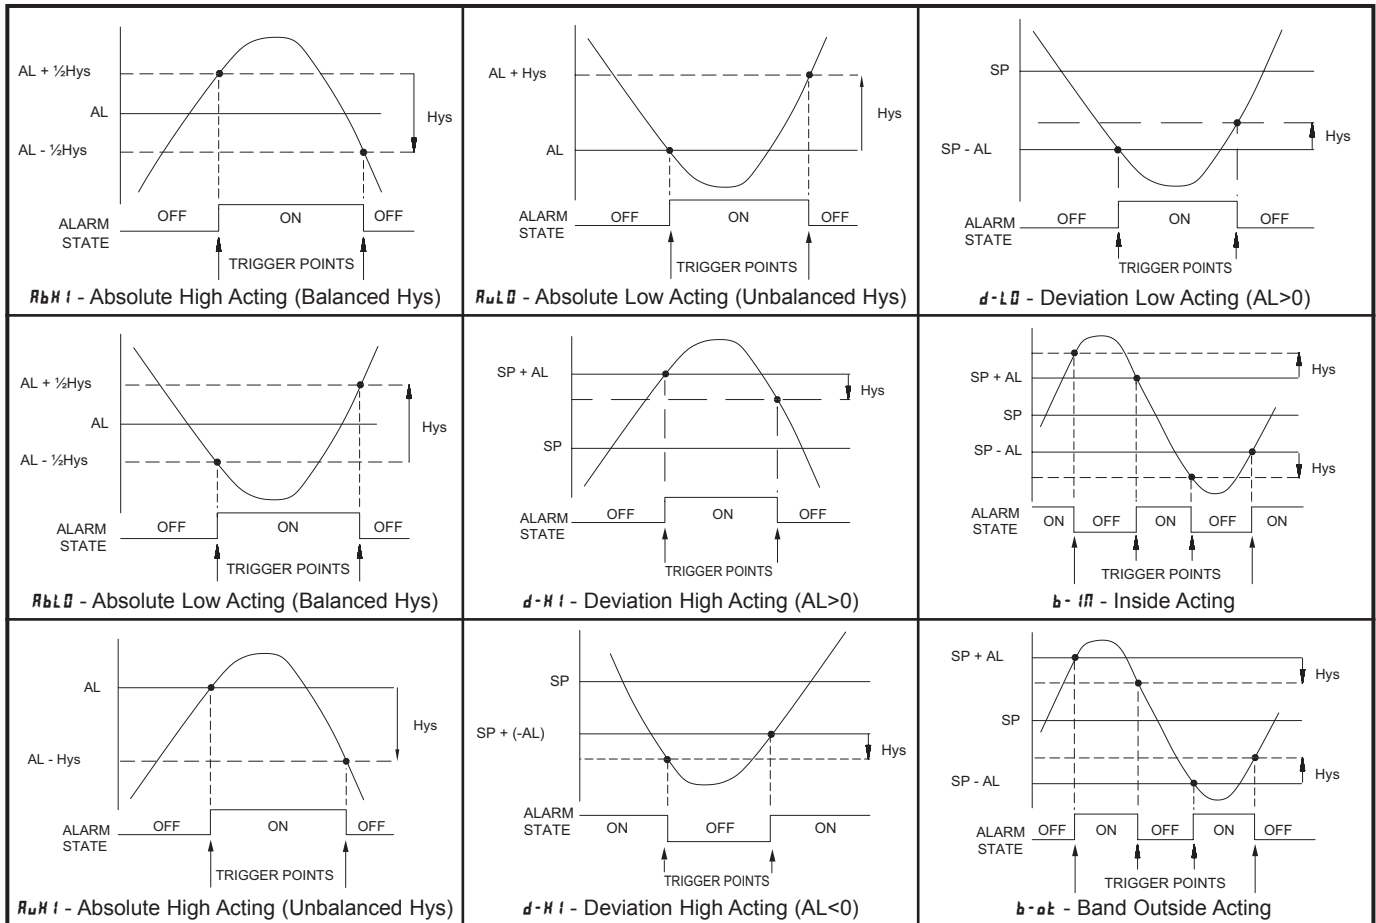 AL + ½Hys
AL
AL - ½Hys
Hys
ALARM STATE
OFF ON OFF
TRIGGER POINTS
AbHI - Absolute High Acting (Balanced Hys)
AL + Hys
AL
Hys
ALARM STATE
OFF ON OFF
TRIGGER POINTS
AuLO - Absolute Low Acting (Unbalanced Hys)
SP
SP - AL
Hys
ALARM STATE
OFF ON OFF
TRIGGER POINTS
d-LO - Deviation Low Acting (AL>0)
AL + ½Hys
AL
AL - ½Hys
Hys
ALARM STATE
OFF ON OFF
TRIGGER POINTS
AbLO - Absolute Low Acting (Balanced Hys)
SP + AL
SP
Hys
ALARM STATE
OFF ON OFF
TRIGGER POINTS
d-HI - Deviation High Acting (AL>0)
SP + AL
SP
SP - AL
Hys
Hys
ALARM STATE
ON OFF ON OFF ON
TRIGGER POINTS
b-IN - Inside Acting
AL
AL - Hys
Hys
ALARM STATE
OFF ON OFF
TRIGGER POINTS
AuHI - Absolute High Acting (Unbalanced Hys)
SP
SP + (-AL)
Hys
ALARM STATE
ON OFF ON
TRIGGER POINTS
d-HI - Deviation High Acting (AL<0)
SP + AL
SP
SP - AL
Hys
Hys
ALARM STATE
OFF ON OFF ON OFF
TRIGGER POINTS
b-ot - Band Outside Acting